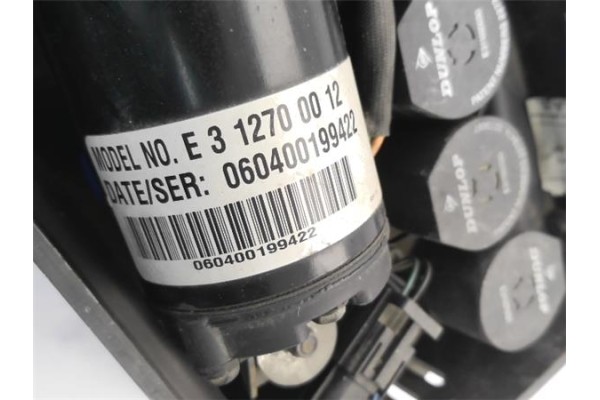 MODEL NO. E 3 1270 00 12
DATE/SER: 060400199422
060400199422
DUNLOP
DUNLOP
DUNLOP